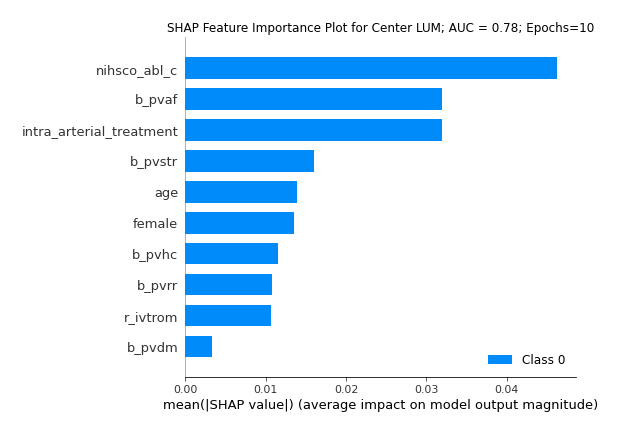 SHAP Feature Importance Plot for Center LUM; AUC = 0.78; Epochs=10
nihsco_abl_c
b_pvaf
intra_arterial_treatment
b_pvstr
age
female
b_pvhc
b_pvrr
r_ivtrom
b_pvdm
Class 0
0.00 0.01 0.02 0.03 0.04
mean(|SHAP value|) (average impact on model output magnitude)